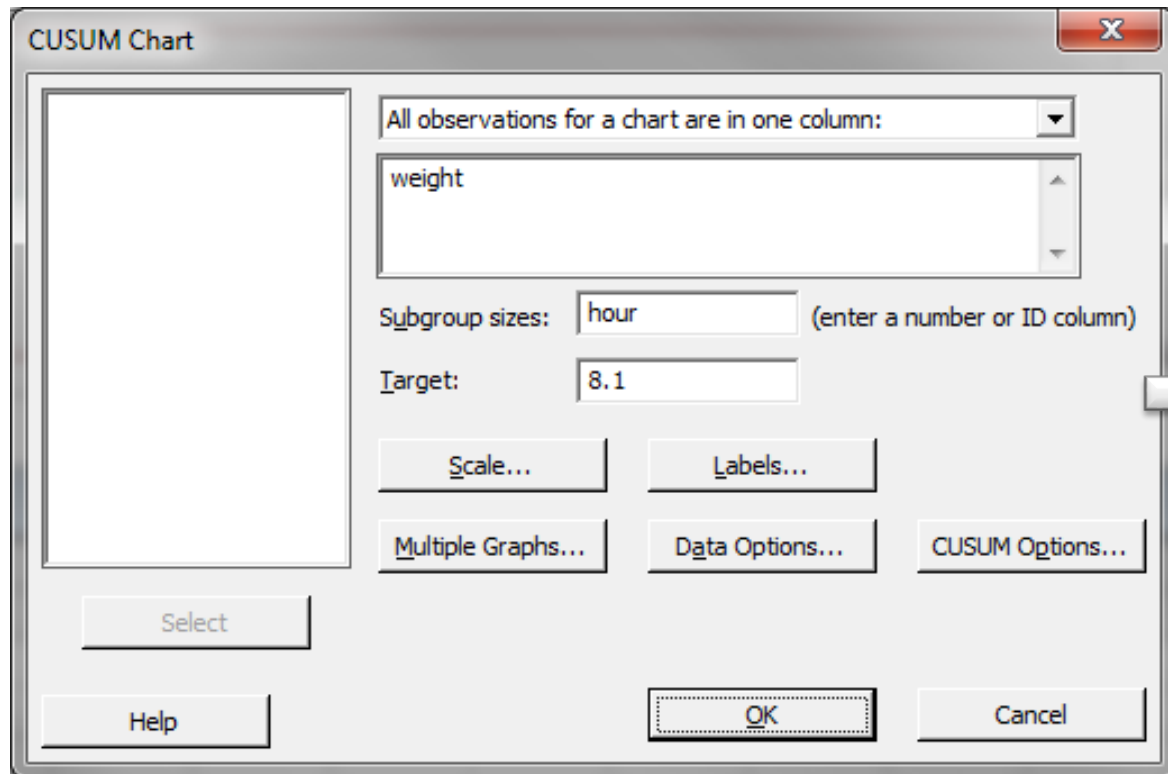 CUSUM Chart
All observations for a chart are in one column:
weight
Subgroup sizes: hour (enter a number or ID column)
Target: 8.1
Scale... Labels...
Multiple Graphs... Data Options... CUSUM Options...
Select
Help OK Cancel